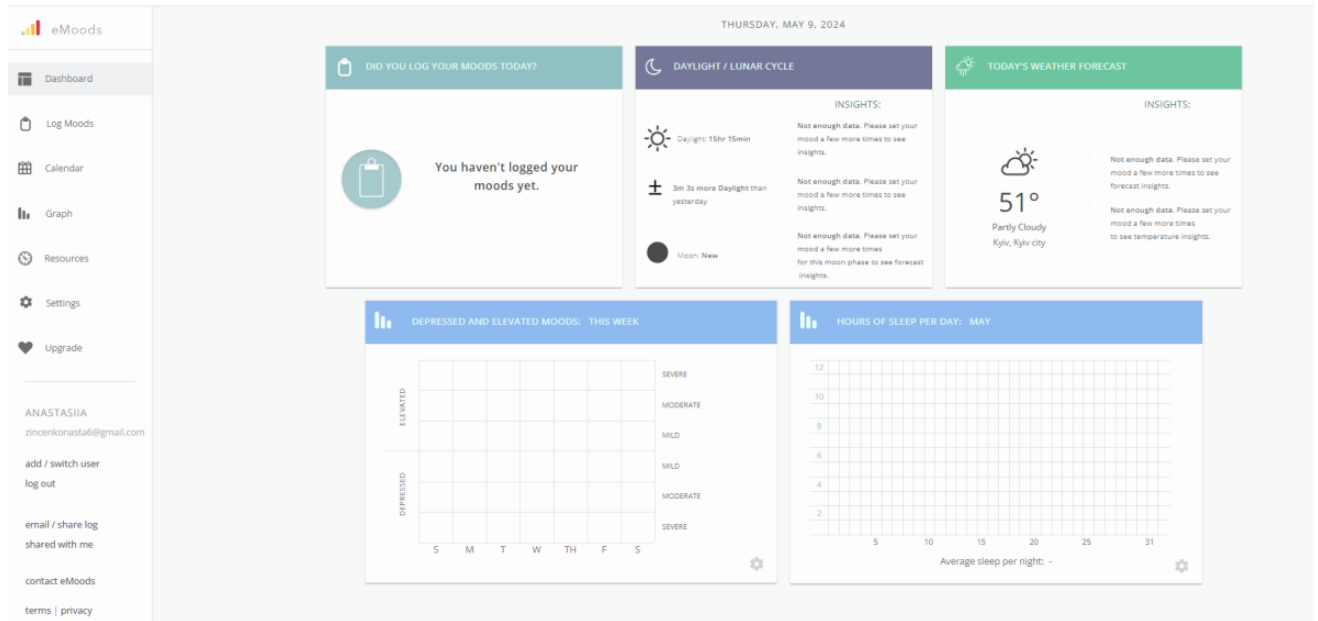 eMoods
Dashboard
Log Moods
Calendar
Graph
Resources
Settings
Upgrade
ANASTASIIA
zincenkonasta6@gmail.com
add / switch user
log out
email / share log
shared with me
contact eMoods
terms | privacy
THURSDAY, MAY 9, 2024
DID YOU LOG YOUR MOODS TODAY?
You haven't logged your
moods yet.
DAYLIGHT / LUNAR CYCLE
INSIGHTS:
Daylight: 15hr 15min
Not enough data. Please set your
mood a few more times to see
insights.
3m 3s more Daylight than
yesterday
Not enough data. Please set your
mood a few more times to see
insights.
Moon: New
Not enough data. Please set your
mood a few more times
for this moon phase to see forecast
insights.
TODAY'S WEATHER FORECAST
INSIGHTS:
51°
Partly Cloudy
Kyiv, Kyiv city
Not enough data. Please set your
mood a few more times to see
forecast insights.
Not enough data. Please set your
mood a few more times
to see temperature insights.
DEPRESSED AND ELEVATED MOODS: THIS WEEK
ELEVATED
DEPRESSED
SEVERE
MODERATE
MILD
MILD
MODERATE
SEVERE
S M T W TH F S
HOURS OF SLEEP PER DAY: MAY
12
10
8
6
4
2
5 10 15 20 25 31
Average sleep per night: -